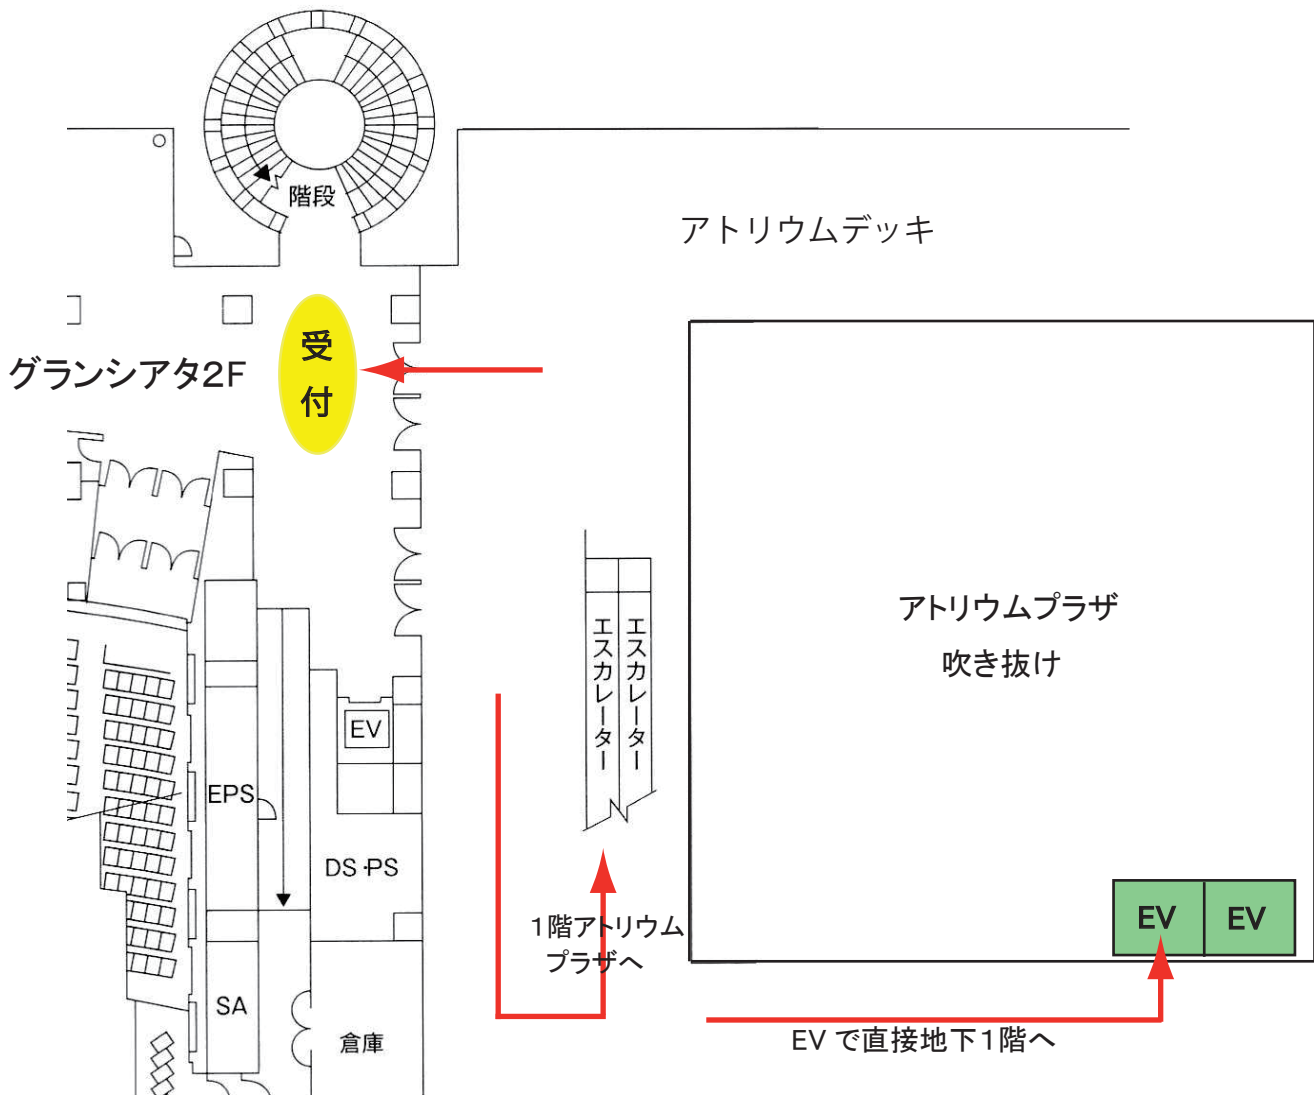 階段
アトリウムデッキ
受
付
グランシアタ2F
アトリウムプラザ
吹き抜け
エスカレーター
エスカレーター
EV
EPS
DS・PS
1階アトリウム
プラザへ
EV
EV
SA
倉庫
EVで直接地下1階へ